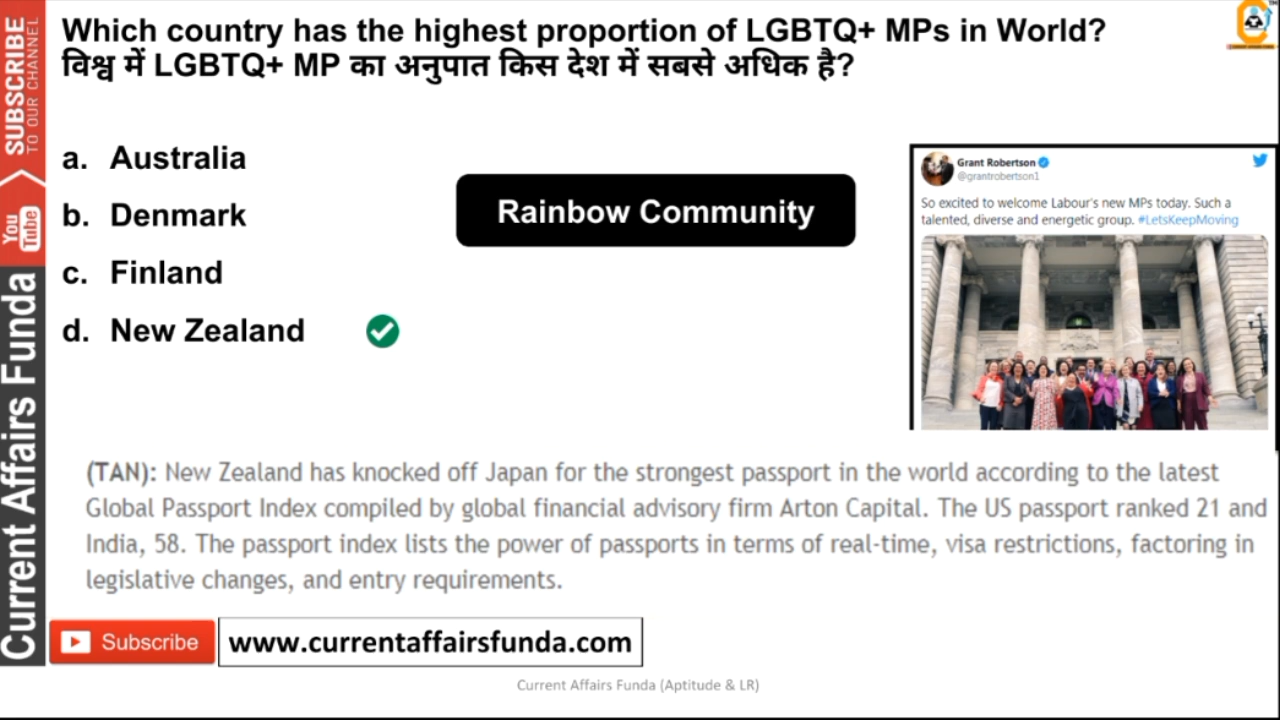 Which country has the highest proportion of LGBTQ+ MPs in World?
विश्व में LGBTQ+ MP का अनुपात किस देश में सबसे अधिक है?
SUBSCRIBE
TO OUR CHANNEL
You
Tube
Current Affairs Funda
a. Australia
b. Denmark
c. Finland
d. New Zealand
Rainbow Community
Grant Robertson
@grantrobertson1
So excited to welcome Labour's new MPs today. Such a
talented, diverse and energetic group. #LetsKeepMoving
(TAN): New Zealand has knocked off Japan for the strongest passport in the world according to the latest
Global Passport Index compiled by global financial advisory firm Arton Capital. The US passport ranked 21 and
India, 58. The passport index lists the power of passports in terms of real-time, visa restrictions, factoring in
legislative changes, and entry requirements.
Subscribe
www.currentaffairsfunda.com
Current Affairs Funda (Aptitude & LR)